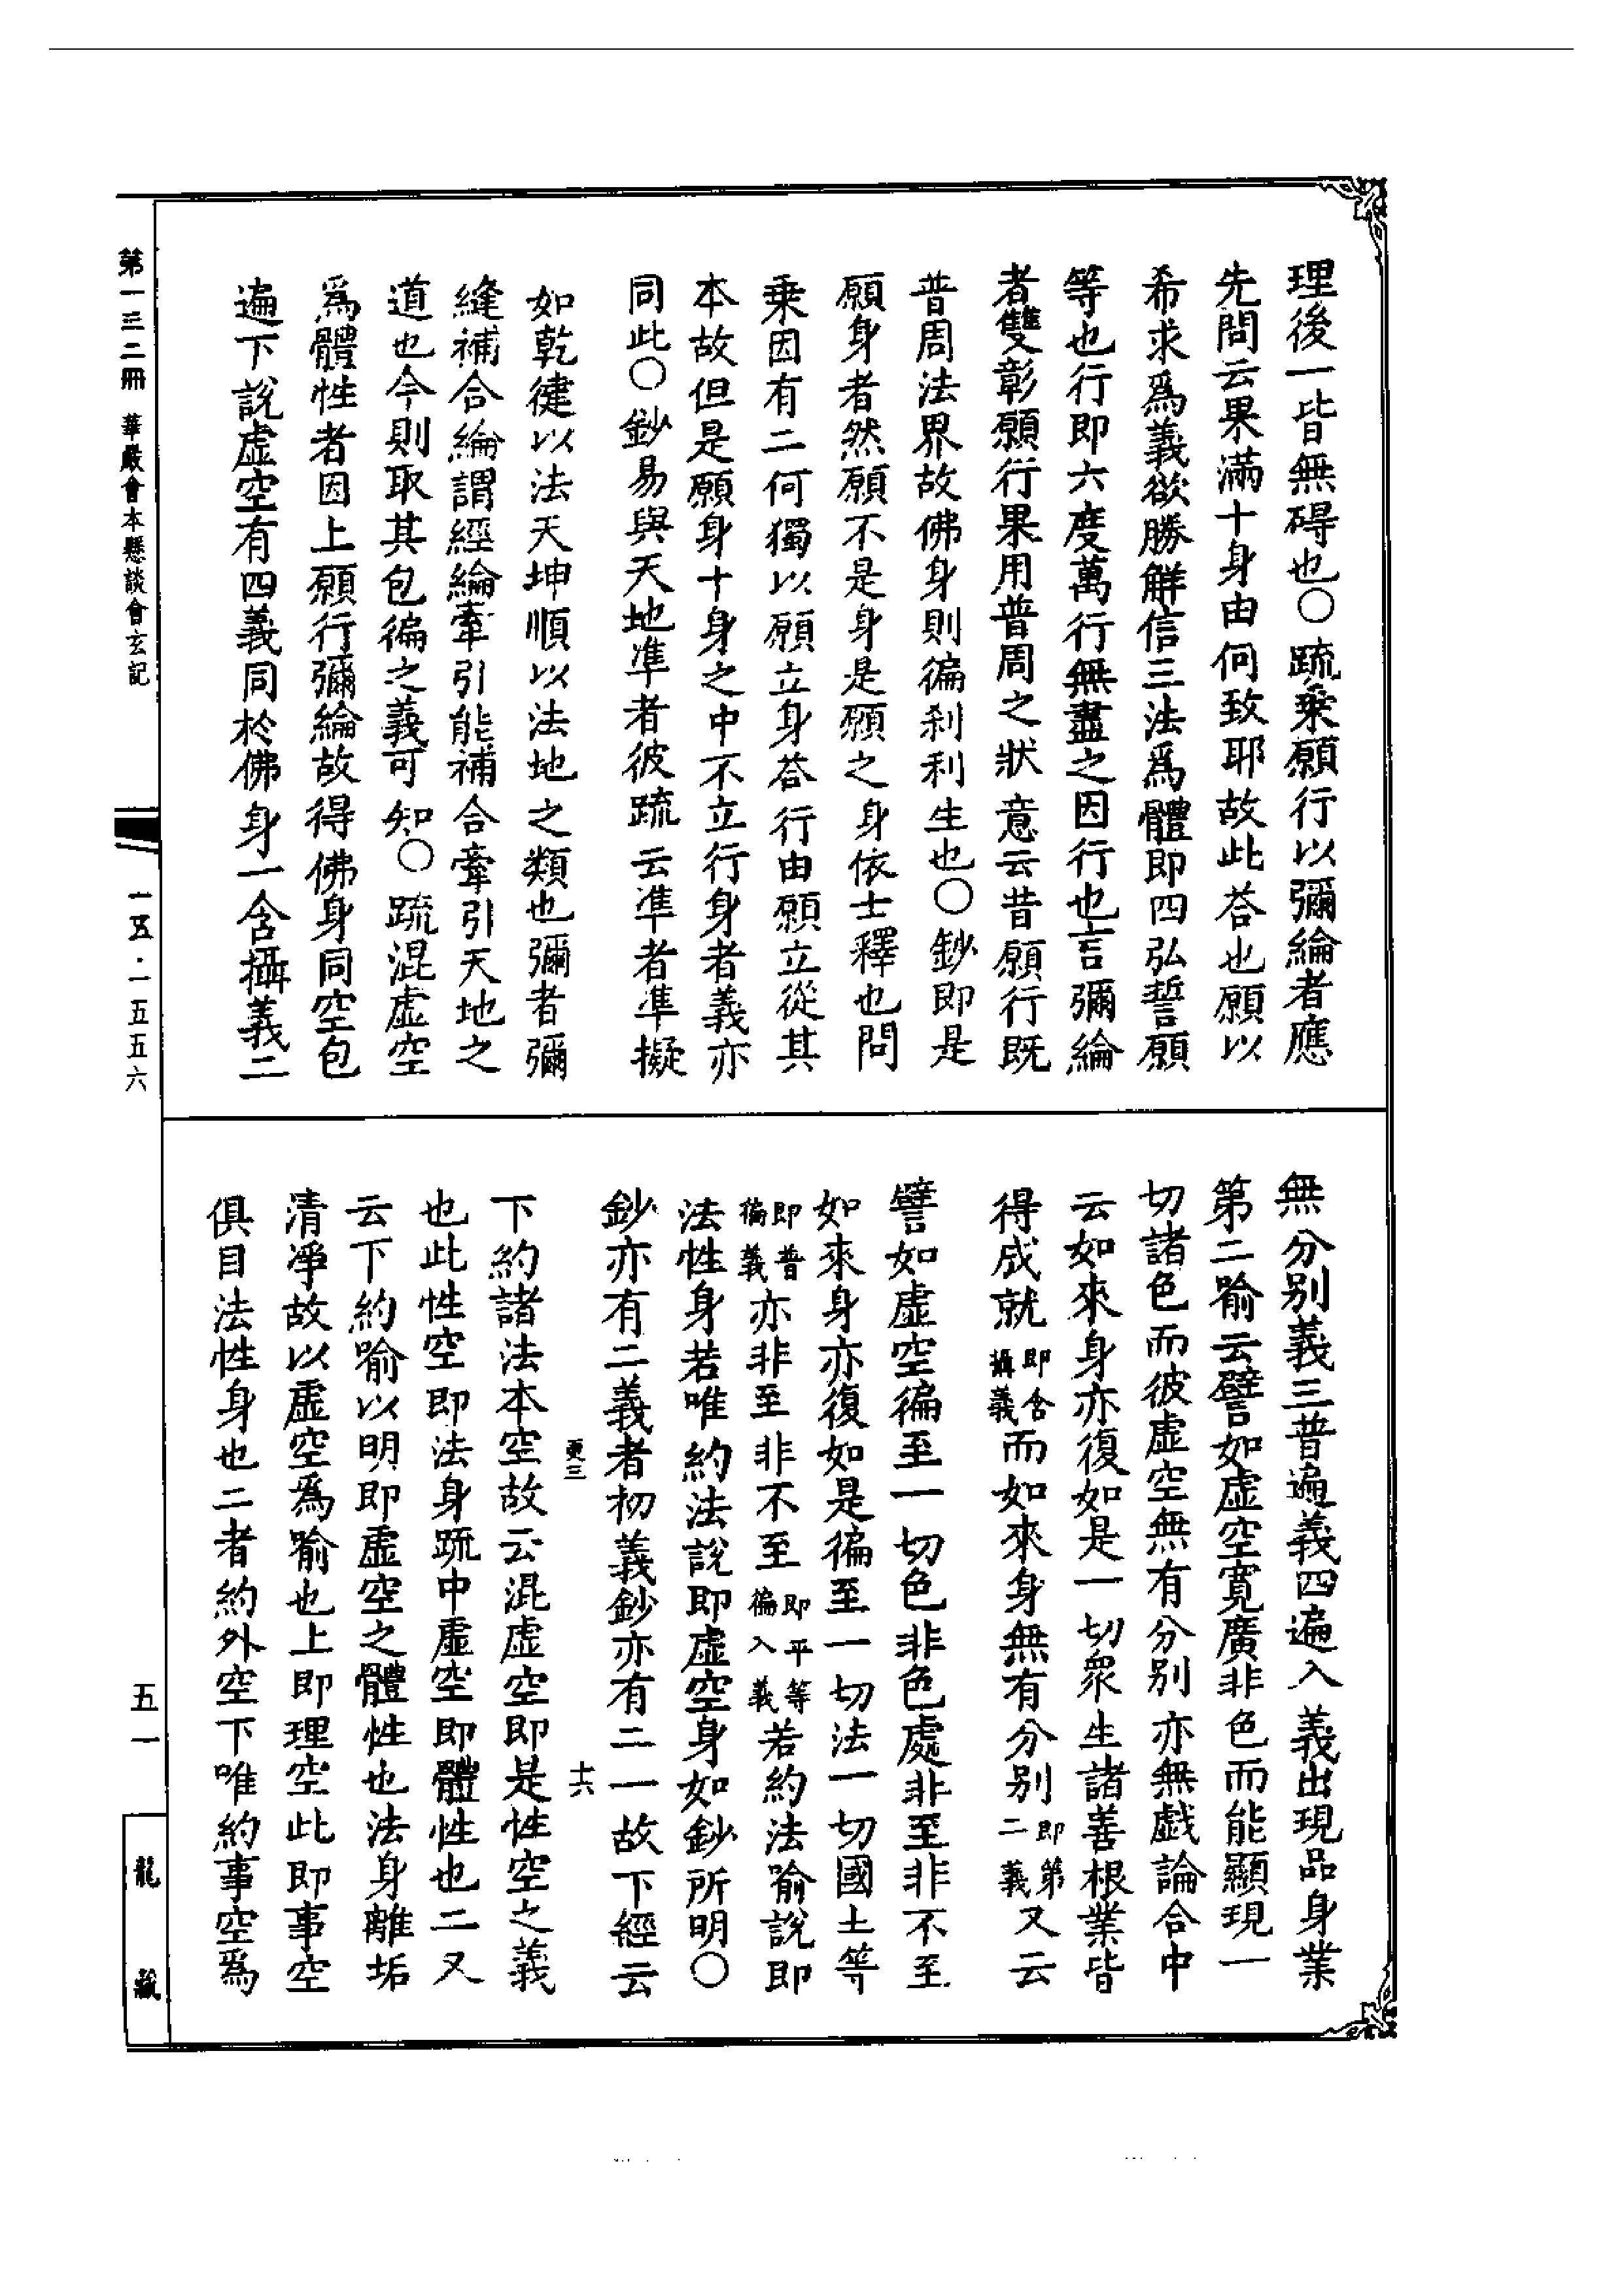 理後一皆無碍也○疏乗願行以彌綸者應
先問云果滿十身由何致耶故此荅也願以
希求爲義欲勝解信三法爲體即四弘誓願
等也行即六度萬行無盡之因行也言彌綸
者雙彰願行果用普周之狀意云昔願行既
普周法界故佛身則徧刹利生也○鈔即是
願身者然願不是身是願之身依士釋也問
乗因有二何獨以願立身荅行由願立從其
本故但是願身十身之中不立行身者義亦
同此○鈔易與天地準者彼疏云準者準擬
如乾徤以法天坤順以法地之類也彌者彌
縫補合綸謂經綸牽引能補合牽引天地之
道也今則取其包徧之義可知○疏混虚空
爲體性者因上願行彌綸故得佛身同空包
遍下說虚空有四義同於佛身一含攝義二
無分别義三普遍義四遍入義出現品身業
第二喻云譬如虚空寛廣非色而能顯現一
切諸色而彼虚空無有分别亦無戯論合中
云如來身亦復如是一切衆生諸善根業皆
得成就即含攝義而如來身無有分别即第二義又云
譬如虚空徧至一切色非色處非至非不至
如來身亦復如是徧至一切法一切國土等
即普徧義亦非至非不至即平等徧入義若約法喻說即
法性身若唯約法說即虚空身如鈔所明○
鈔亦有二義者初義鈔亦有二一故下經云
更三　十六
下約諸法本空故云混虚空即是性空之義
也此性空即法身疏中虚空即體性也二又
云下約喻以明即虚空之體性也法身離垢
清淨故以虚空爲喻也上即理空此即事空
俱目法性身也二者約外空下唯約事空爲
第一三二冊　華嚴會本懸談會玄記
一五·一五五六
五一
龍藏